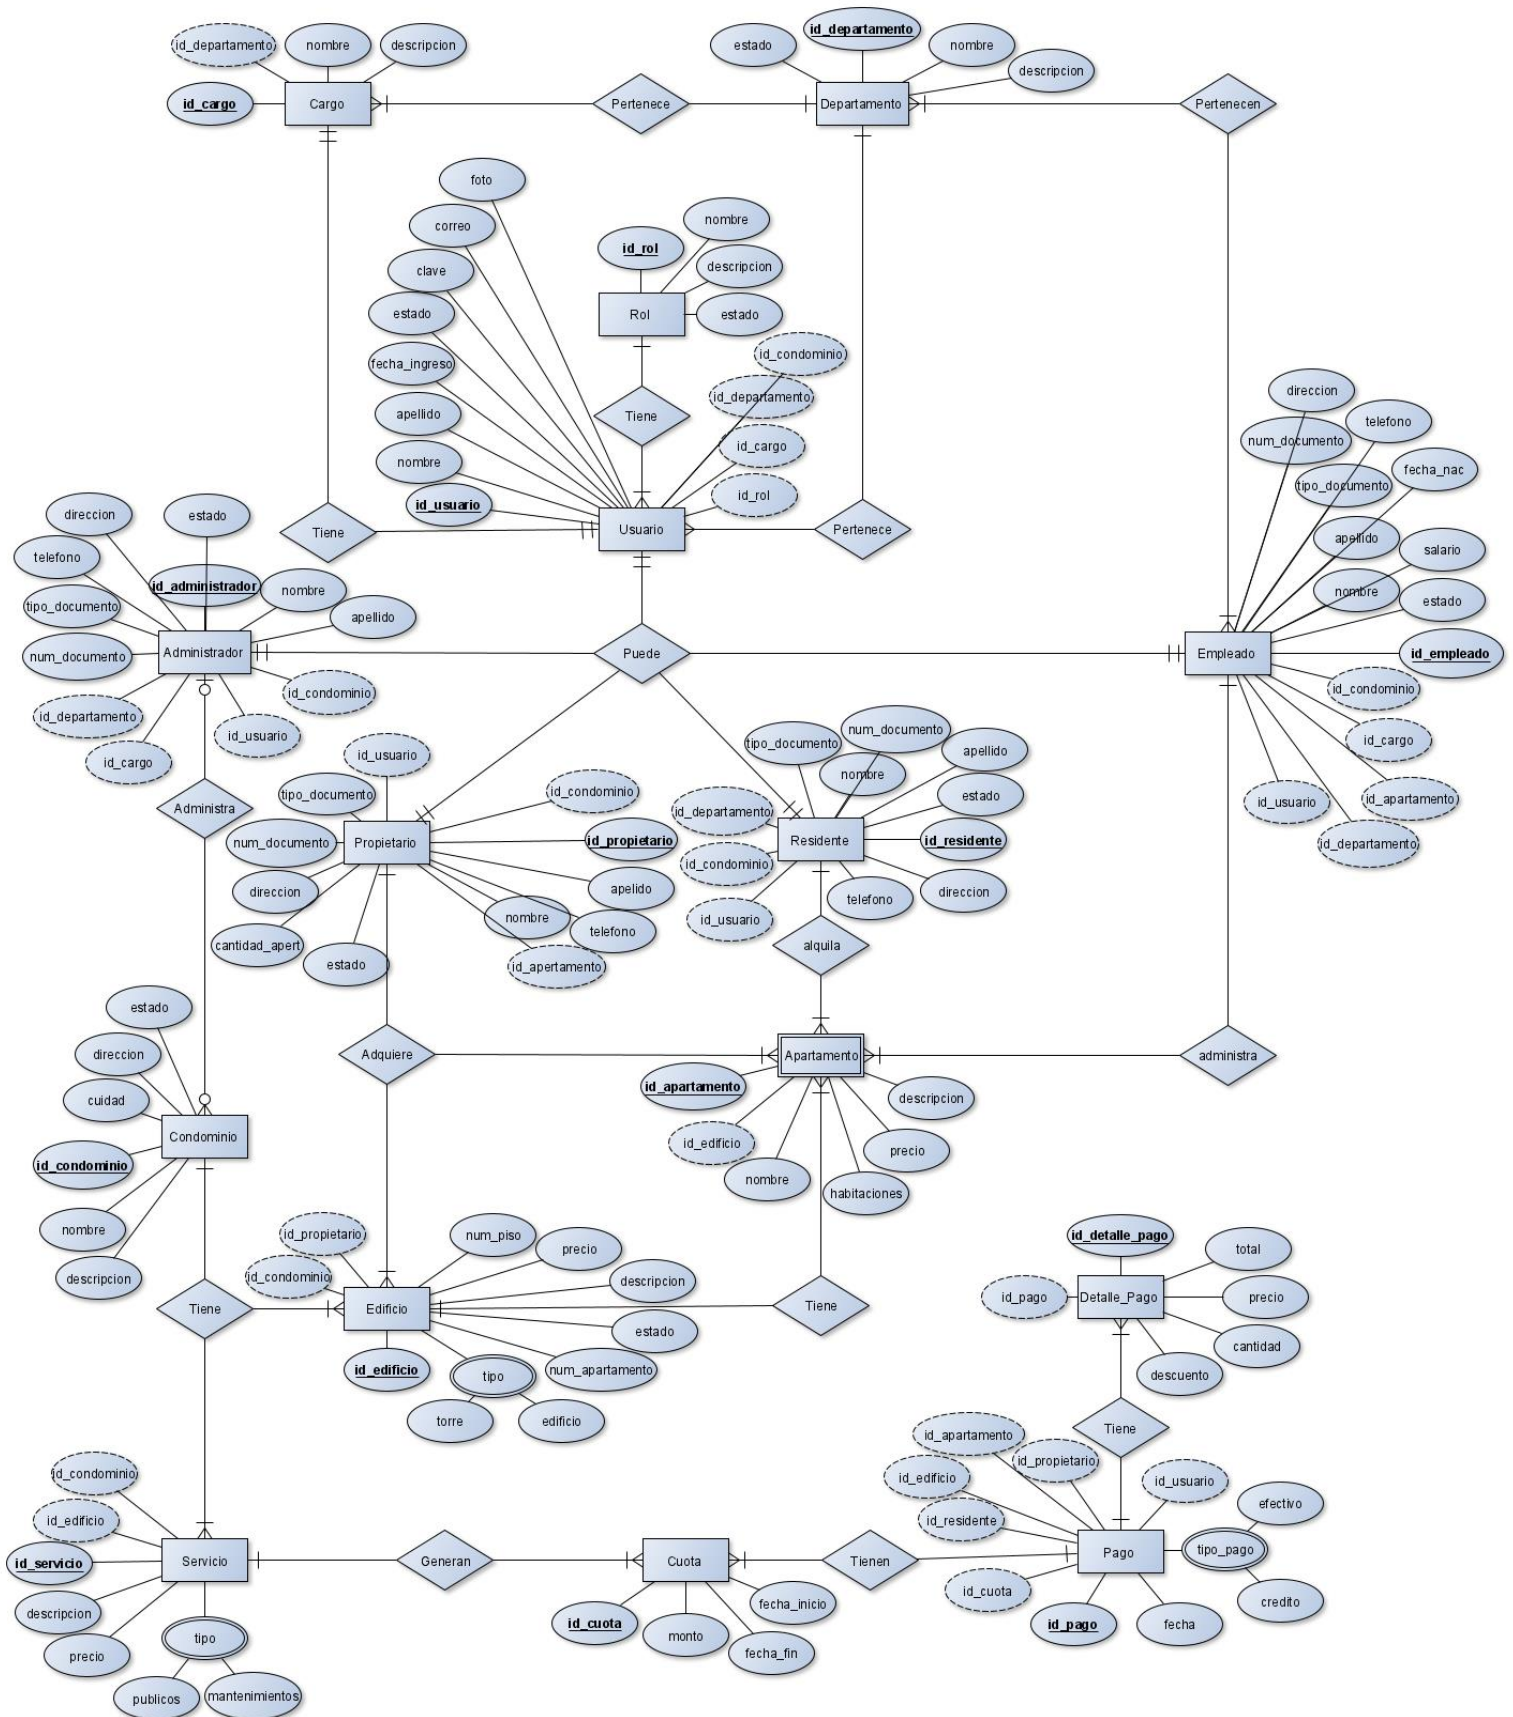 id_departamento
nombre
descripcion
id_cargo
Cargo
Pertenece
estado
id_departamento
nombre
descripcion
Departamento
Pertenecen
foto
correo
clave
estado
fecha_ingreso
apellido
nombre
id_usuario
id_rol
nombre
descripcion
estado
Rol
Tiene
id_condominio
id_departamento
id_cargo
id_rol
Tiene
Usuario
Pertenece
direccion
num_documento
telefono
tipo_documento
fecha_nac
apellido
salario
nombre
estado
id_empleado
Empleado
id_condominio
id_cargo
id_apartamento
id_usuario
id_departamento
direccion
estado
telefono
id_administrador
nombre
tipo_documento
apellido
num_documento
Administrador
id_condominio
id_departamento
id_usuario
id_cargo
Puede
Administra
id_usuario
tipo_documento
id_condominio
num_documento
Propietario
id_propietario
direccion
apelido
cantidad_apert
nombre
telefono
estado
id_apertamento
tipo_documento
num_documento
nombre
apellido
id_departamento
estado
Residente
id_residente
id_condominio
direccion
id_usuario
telefono
alquila
estado
direccion
cuidad
Condominio
id_condominio
nombre
descripcion
Adquiere
Apartamento
administra
id_apartamento
descripcion
id_edificio
precio
nombre
habitaciones
id_propietario
num_piso
precio
id_condominio
descripcion
Tiene
Edificio
Tiene
estado
id_edificio
tipo
num_apartamento
torre
edificio
id_detalle_pago
total
id_pago
Detalle_Pago
precio
cantidad
descuento
Tiene
id_apartamento
id_propietario
id_edificio
id_usuario
efectivo
id_residente
Pago
tipo_pago
id_cuota
credito
id_pago
fecha
id_condominio
id_edificio
id_servicio
Servicio
Generan
Cuota
Tienen
descripcion
precio
tipo
publicos
mantenimientos
id_cuota
monto
fecha_inicio
fecha_fin